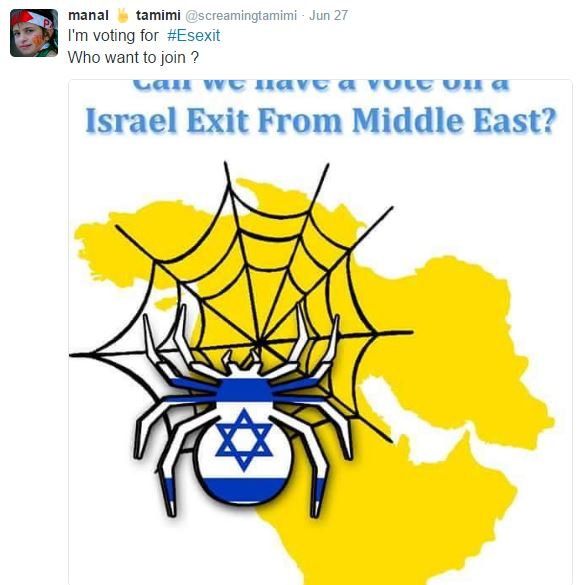 manal ✌ tamimi @screamingtamimi · Jun 27
I'm voting for #Esexit
Who want to join ?
Can we have a vote on a
Israel Exit From Middle East?